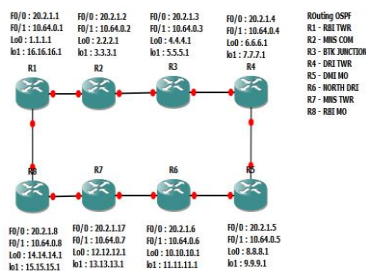 F0/0 : 20.2.1.1
F0/1 : 10.64.0.1
Lo0 : 1.1.1.1
lo1 : 16.16.16.1
F0/0 : 20.2.1.2
F0/1 : 10.64.0.2
Lo0 : 2.2.2.1
lo1 : 3.3.3.1
F0/0 : 20.2.1.3
F0/1 : 10.64.0.3
Lo0 : 4.4.4.1
lo1 : 5.5.5.1
F0/0 : 20.2.1.4
F0/1 : 10.64.0.4
Lo0 : 6.6.6.1
lo1 : 7.7.7.1
ROuting OSPF
R1 - RBI TWR
R2 - MNS COM
R3 - BTK JUNCTION
R4 - DRI TWR
R5 - DMI MO
R6 - NORTH DRI
R7 - MNS TWR
R8 - RBI MO
R1
R2
R3
R4
R8
R7
R6
R5
F0/0 : 20.2.1.8
F0/1 : 10.64.0.8
Lo0 : 14.14.14.1
lo1 : 15.15.15.1
F0/0 : 20.2.1.17
F0/1 : 10.64.0.7
Lo0 : 12.12.12.1
lo1 : 13.13.13.1
F0/0 : 20.2.1.6
F0/1 : 10.64.0.6
Lo0 : 10.10.10.1
lo1 : 11.11.11.1
F0/0 : 20.2.1.5
F0/1 : 10.64.0.5
Lo0 : 8.8.8.1
lo1 : 9.9.9.1